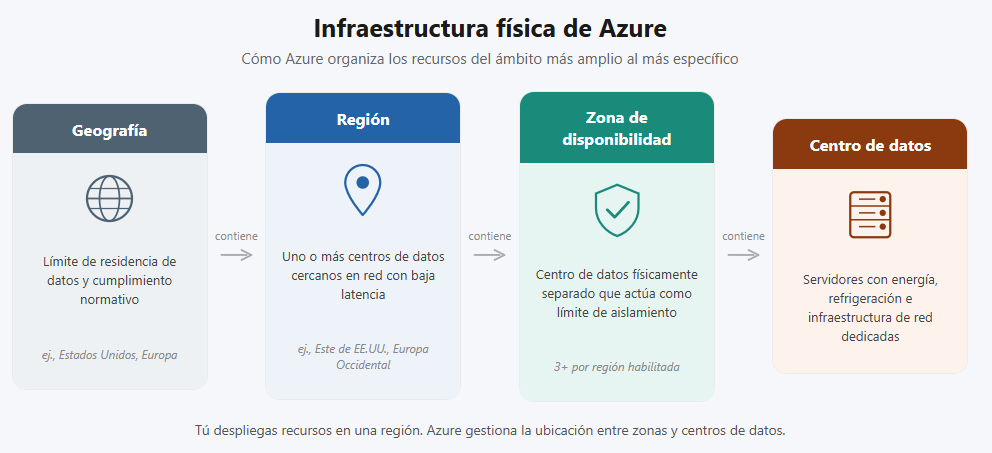 Infraestructura física de Azure
Cómo Azure organiza los recursos del ámbito más amplio al más específico
Geografía
Límite de residencia de
datos y cumplimiento
normativo
ej., Estados Unidos, Europa
contiene
Región
Uno o más centros de datos
cercanos en red con baja
latencia
ej., Este de EE.UU., Europa
Occidental
contiene
Zona de
disponibilidad
Centro de datos físicamente
separado que actúa como
límite de aislamiento
3+ por región habilitada
contiene
Centro de datos
Servidores con energía,
refrigeración e
infraestructura de red
dedicadas
Tú despliegas recursos en una región. Azure gestiona la ubicación entre zonas y centros de datos.